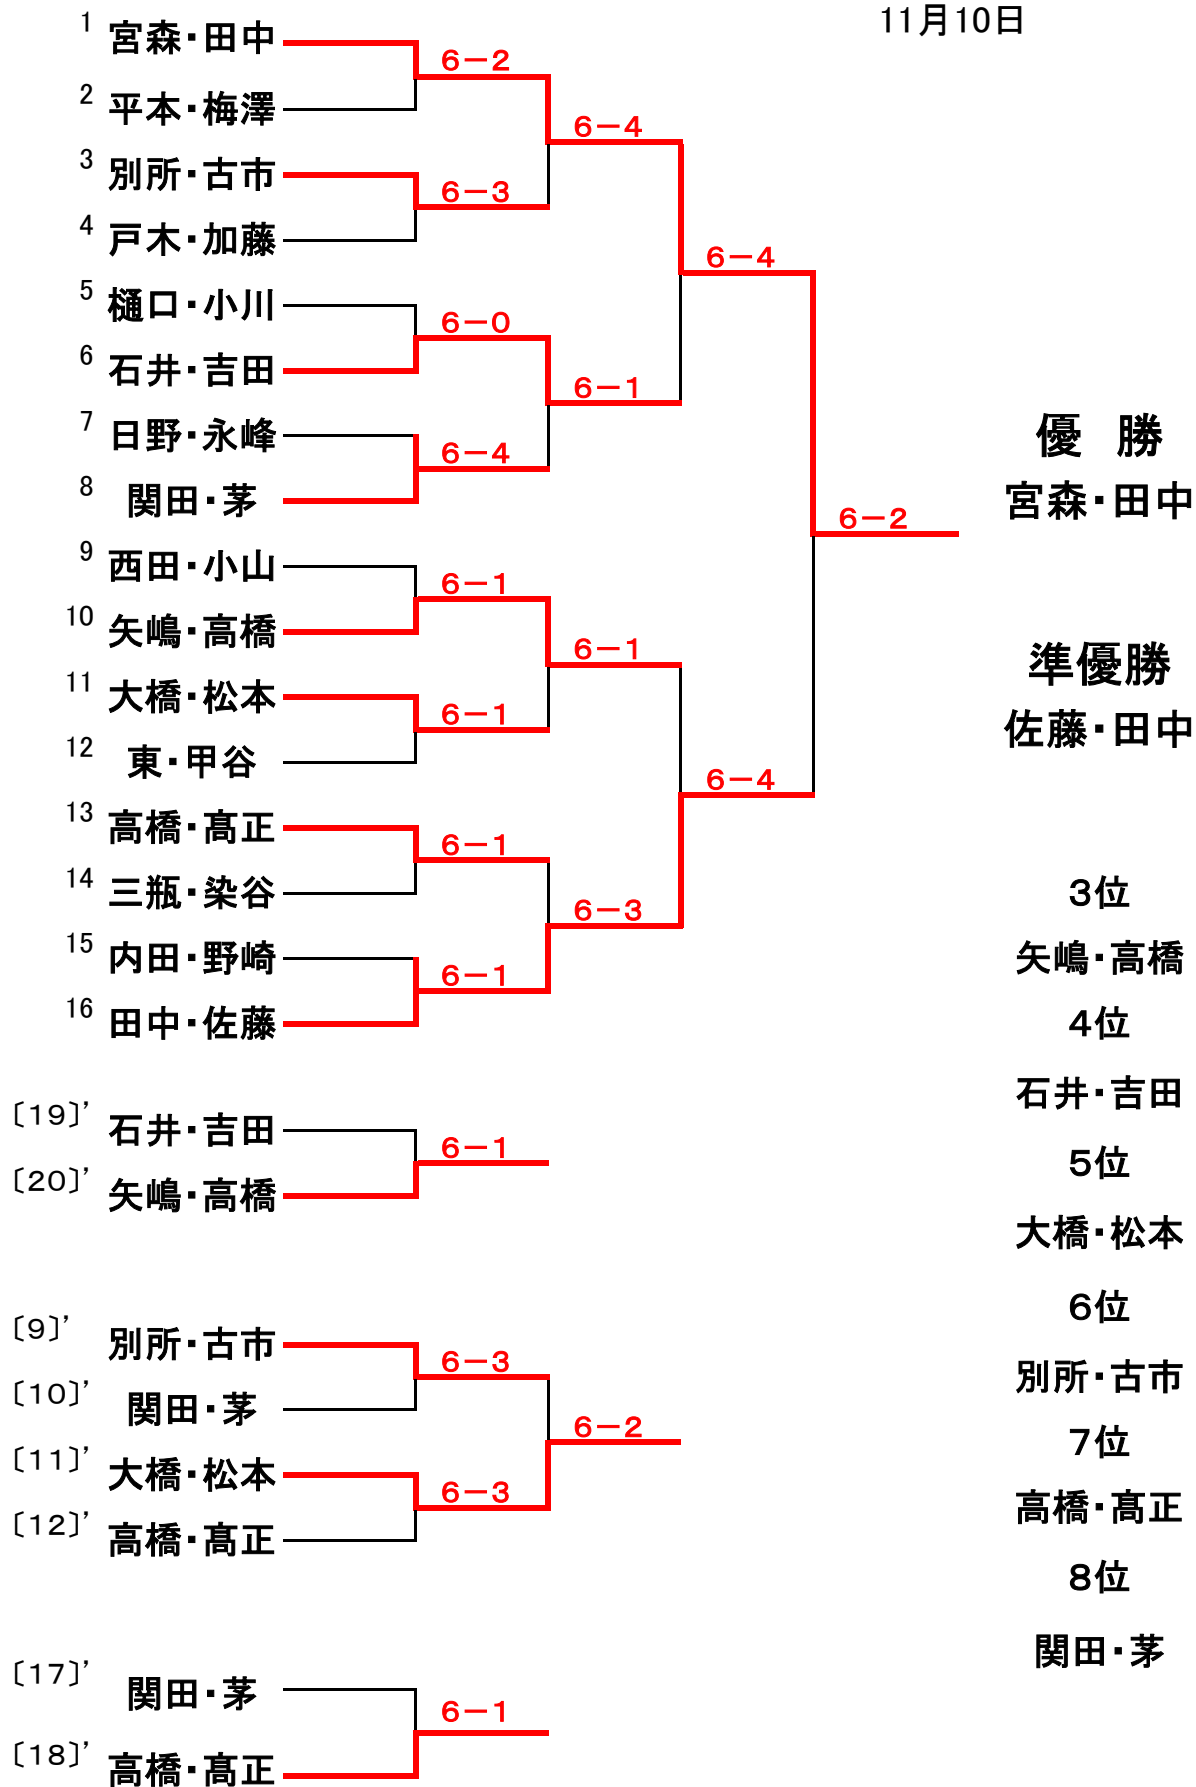 11月10日
1 宮森・田中
6－2
2 平本・梅澤
6－4
3 別所・古市
6－3
4 戸木・加藤
6－4
5 樋口・小川
6－0
6 石井・吉田
6－1
7 日野・永峰
6－4
8 関田・茅
優　勝
宮森・田中
6－2
9 西田・小山
6－1
10 矢嶋・高橋
6－1
11 大橋・松本
6－1
12 東・甲谷
準優勝
佐藤・田中
6－4
13 高橋・髙正
6－1
14 三瓶・染谷
6－3
15 内田・野崎
6－1
16 田中・佐藤
3位
矢嶋・高橋
4位
石井・吉田
5位
大橋・松本
6位
別所・古市
7位
高橋・髙正
8位
関田・茅
〔19〕’ 石井・吉田
6－1
〔20〕’ 矢嶋・高橋
〔9〕’ 別所・古市
6－3
〔10〕’ 関田・茅
6－2
〔11〕’ 大橋・松本
6－3
〔12〕’ 高橋・髙正
〔17〕’ 関田・茅
6－1
〔18〕’ 高橋・髙正